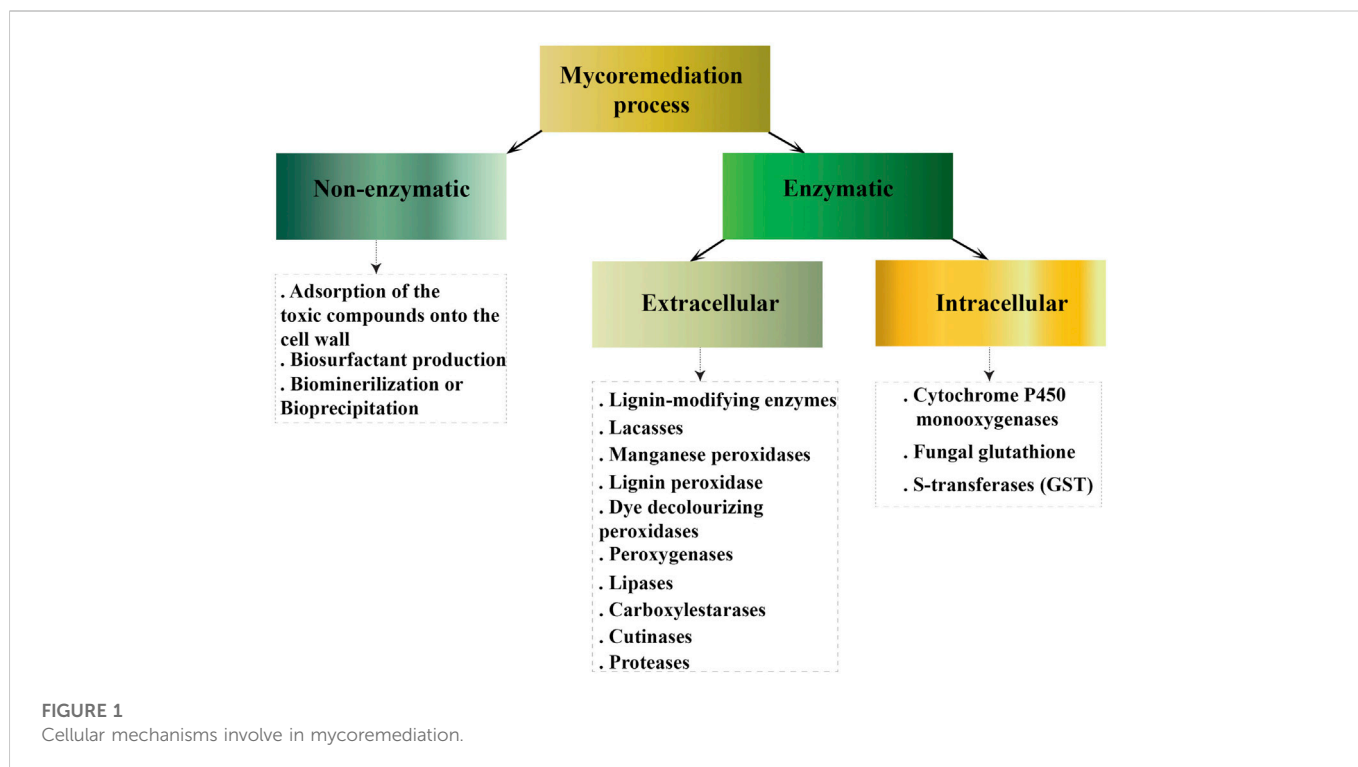 Mycoremediation
process
Non-enzymatic
Enzymatic
. Adsorption of the
toxic compounds onto the
cell wall
. Biosurfactant production
. Biominerilization or
Bioprecipitation
Extracellular
Intracellular
. Lignin-modifying enzymes
. Lacasses
. Manganese peroxidases
. Lignin peroxidase
. Dye decolourizing
peroxidases
. Peroxygenases
. Lipases
. Carboxylestarases
. Cutinases
. Proteases
. Cytochrome P450
monooxygenases
. Fungal glutathione
. S-transferases (GST)
FIGURE 1
Cellular mechanisms involve in mycoremediation.